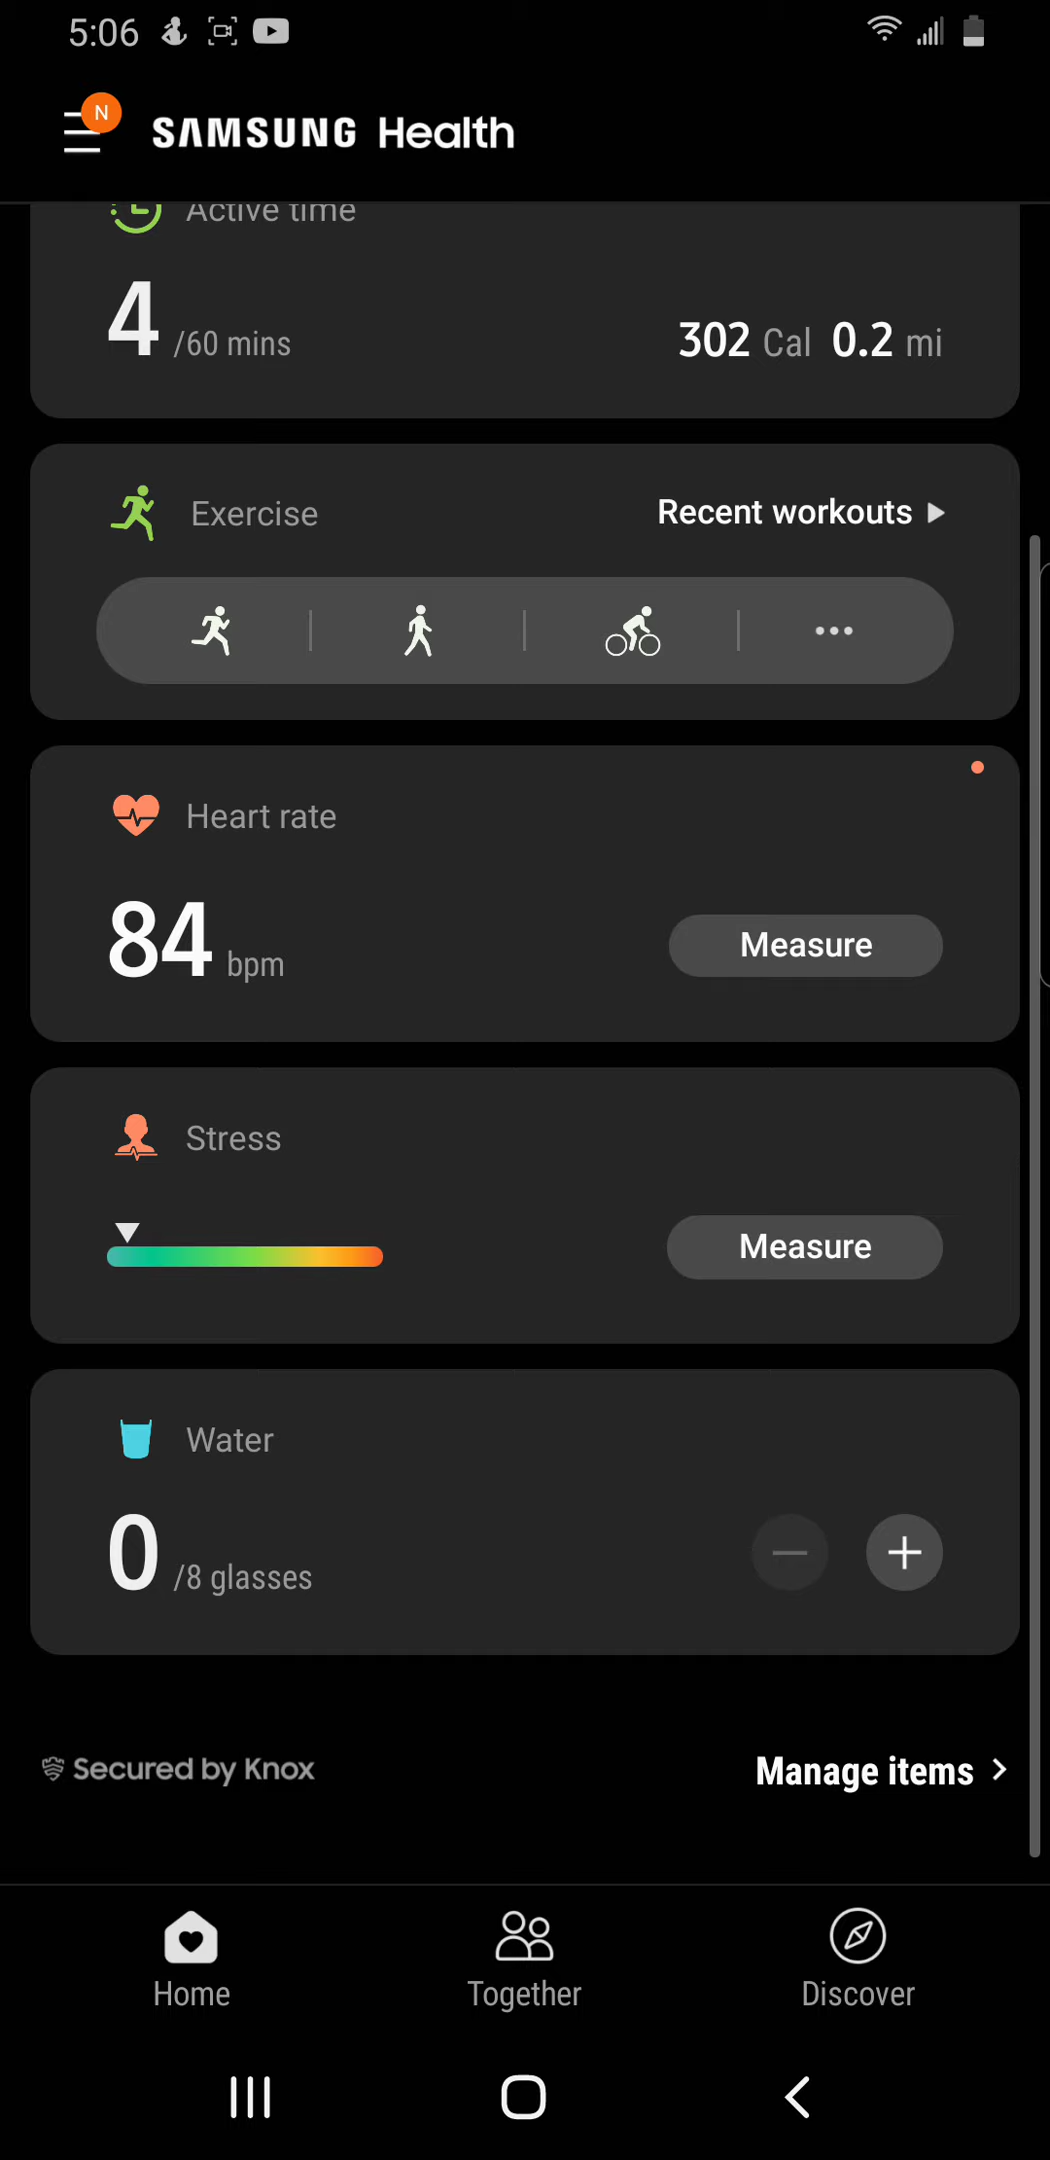 5:06
N
SAMSUNG Health
Active time
4 /60 mins 302 Cal 0.2 mi
Exercise Recent workouts
Heart rate
84 bpm Measure
Stress
Measure
Water
0 /8 glasses
Secured by Knox Manage items
Home Together Discover